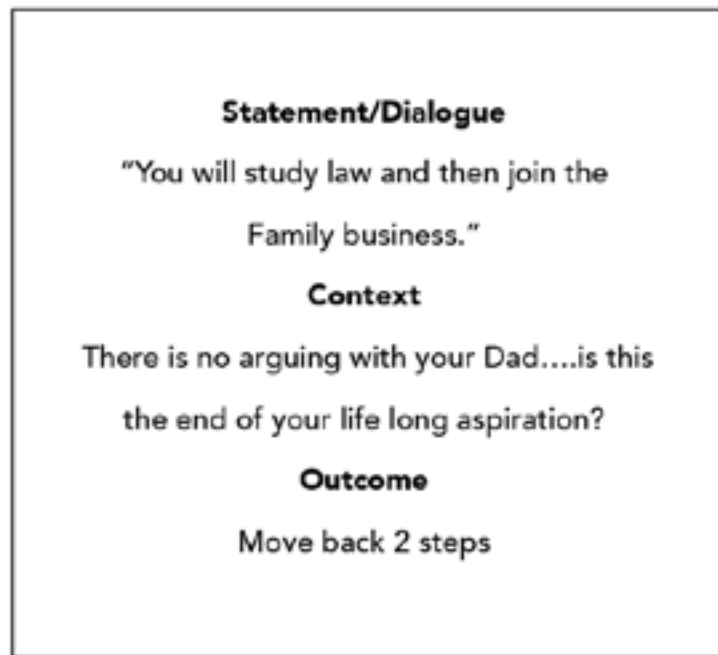 Statement/Dialogue
“You will study law and then join the
Family business.”
Context
There is no arguing with your Dad....is this
the end of your life long aspiration?
Outcome
Move back 2 steps